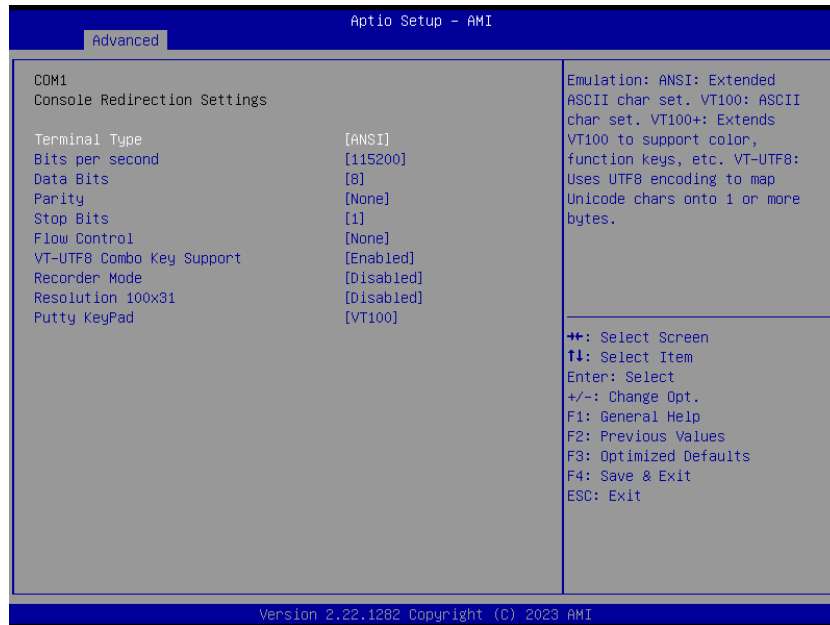 Aptio Setup – AMI
Advanced
COM1
Console Redirection Settings
Terminal Type [ANSI]
Bits per second [115200]
Data Bits [8]
Parity [None]
Stop Bits [1]
Flow Control [None]
VT-UTF8 Combo Key Support [Enabled]
Recorder Mode [Disabled]
Resolution 100x31 [Disabled]
Putty KeyPad [VT100]
Emulation: ANSI: Extended
ASCII char set. VT100: ASCII
char set. VT100+: Extends
VT100 to support color,
function keys, etc. VT-UTF8:
Uses UTF8 encoding to map
Unicode chars onto 1 or more
bytes.
→←: Select Screen
↑↓: Select Item
Enter: Select
+/-: Change Opt.
F1: General Help
F2: Previous Values
F3: Optimized Defaults
F4: Save & Exit
ESC: Exit
Version 2.22.1282 Copyright (C) 2023 AMI